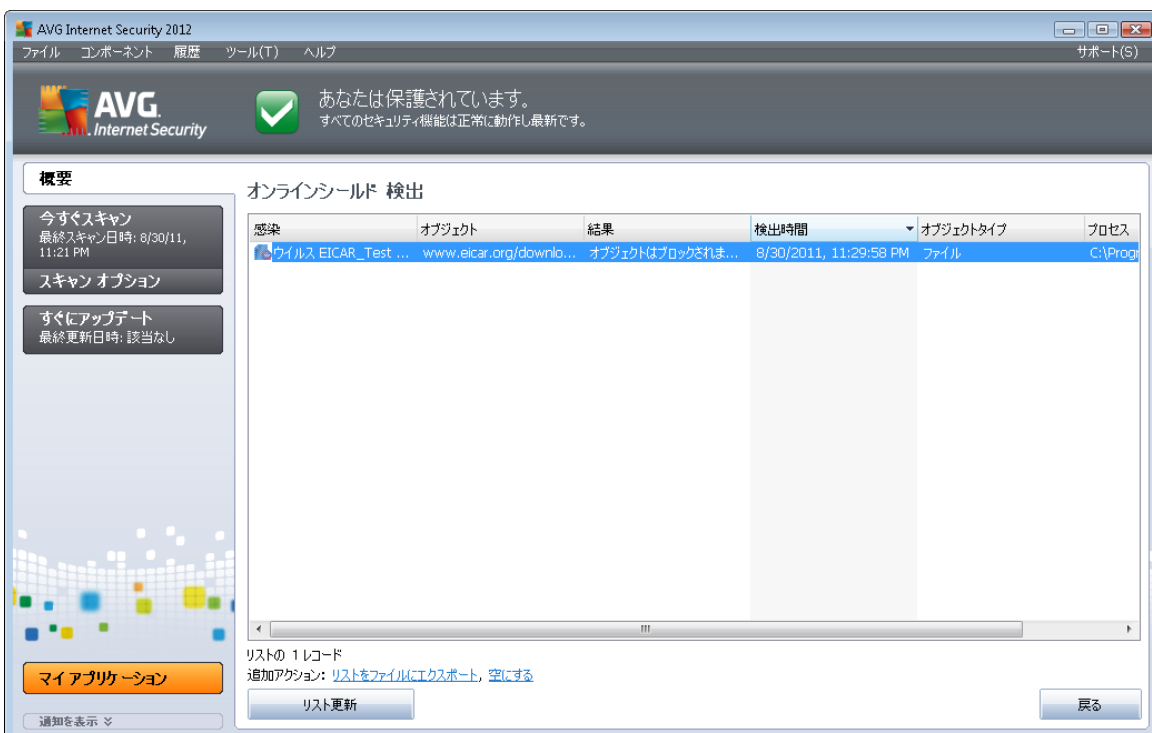 AVG Internet Security 2012
ファイル コンポーネント 履歴 ツール(T) ヘルプ サポート(S)
AVG.
Internet Security
あなたは保護されています。
すべてのセキュリティ機能は正常に動作し最新です。
概要
今すぐスキャン
最終スキャン日時: 8/30/11,
11:21 PM
スキャン オプション
すぐにアップデート
最終更新日時: 該当なし
オンラインシールド 検出
感染 オブジェクト 結果 検出時間 オブジェクトタイプ プロセス
ウイルス EICAR_Test ... www.eicar.org/downlo... オブジェクトはブロックされま... 8/30/2011, 11:29:58 PM ファイル C:\Progr
リストの 1 レコード
追加アクション: リストをファイルにエクスポート, 空にする
リスト更新 戻る
マイ アプリケーション
通知を表示